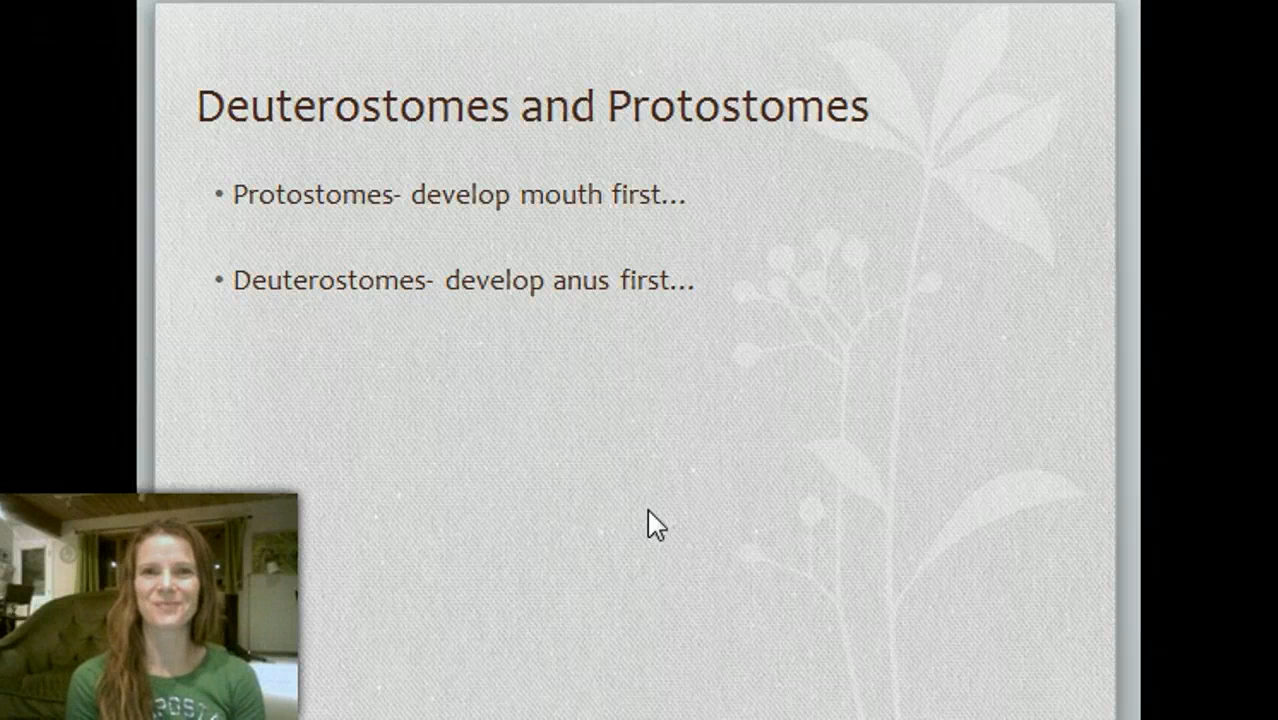 Deuterostomes and Protostomes
• Protostomes- develop mouth first...
• Deuterostomes- develop anus first...